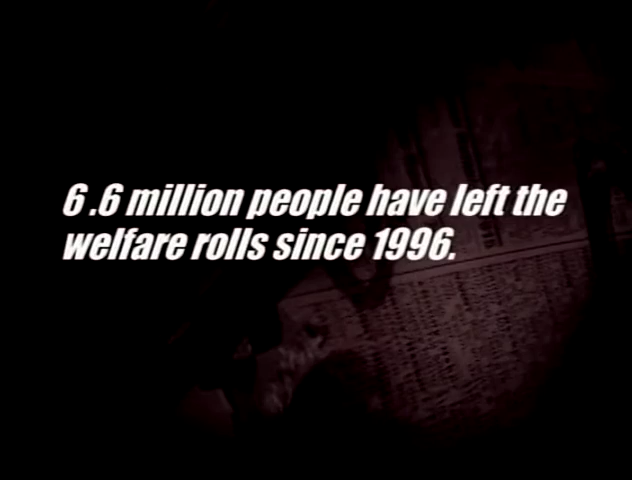 6 .6 million people have left the
welfare rolls since 1996.